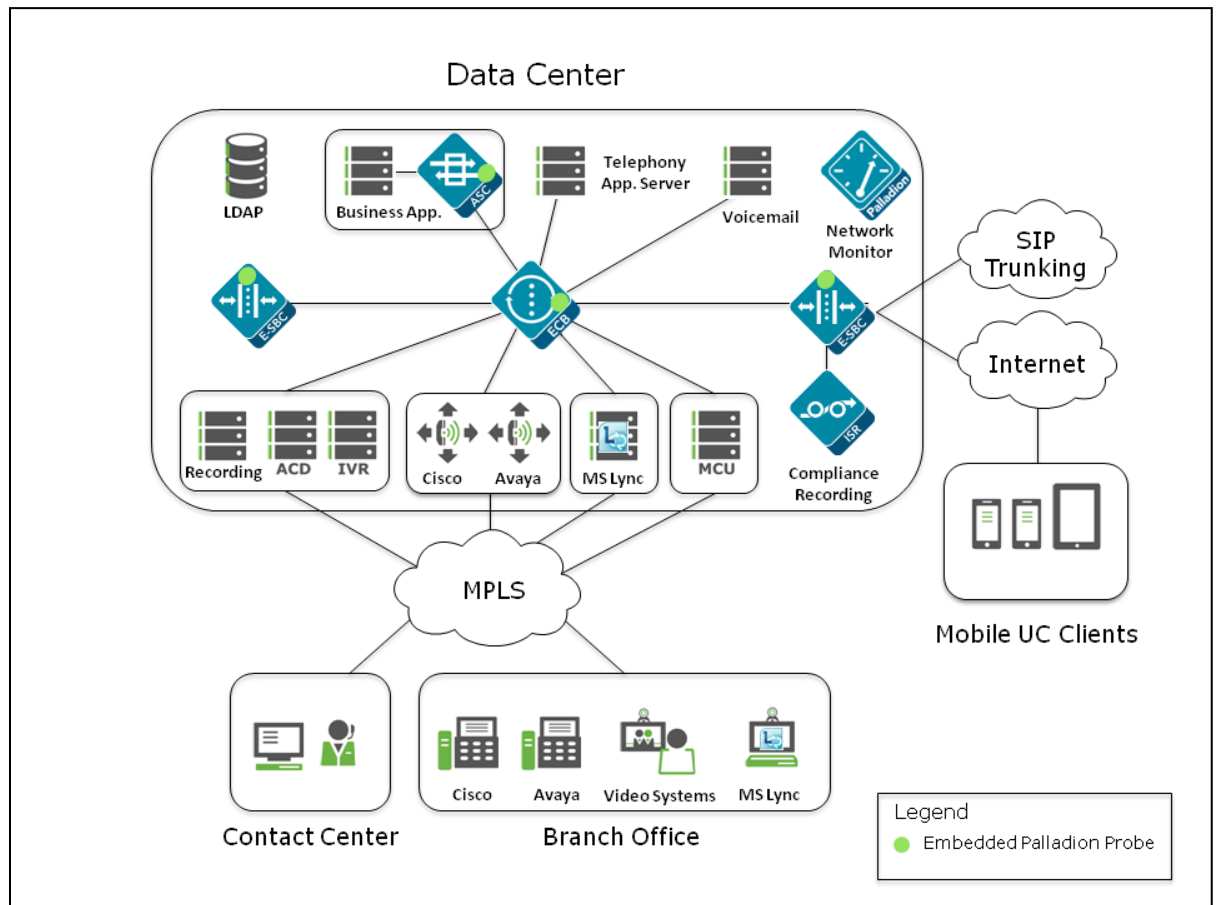 Data Center
LDAP
Business App.
ASC
Telephony
App. Server
Voicemail
Palladion
Network
Monitor
SIP
Trunking
E-SBC
ECB
E-SBC
Internet
Recording
ACD
IVR
Cisco
Avaya
MS Lync
MCU
ISR
Compliance
Recording
MPLS
Mobile UC Clients
Cisco
Avaya
Video Systems
MS Lync
Contact Center
Branch Office
Legend
Embedded Palladion Probe